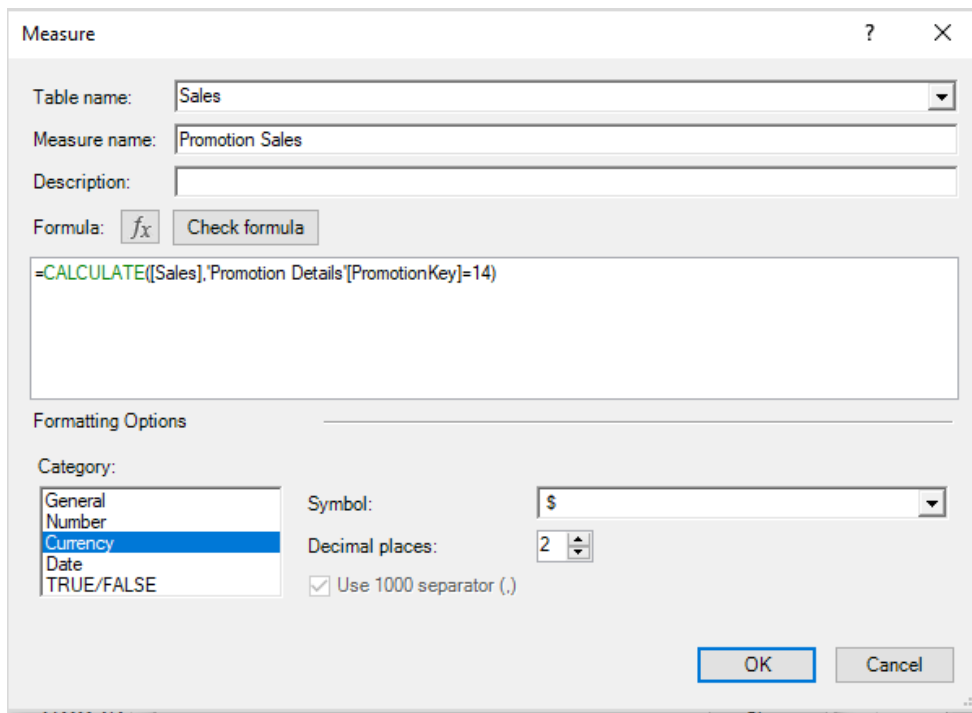 Measure ? ×
Table name: Sales
Measure name: Promotion Sales
Description:
Formula: fx Check formula
=CALCULATE([Sales],'Promotion Details'[PromotionKey]=14)
Formatting Options
Category:
General
Number
Currency
Date
TRUE/FALSE
Symbol: $
Decimal places: 2
Use 1000 separator (,)
OK Cancel